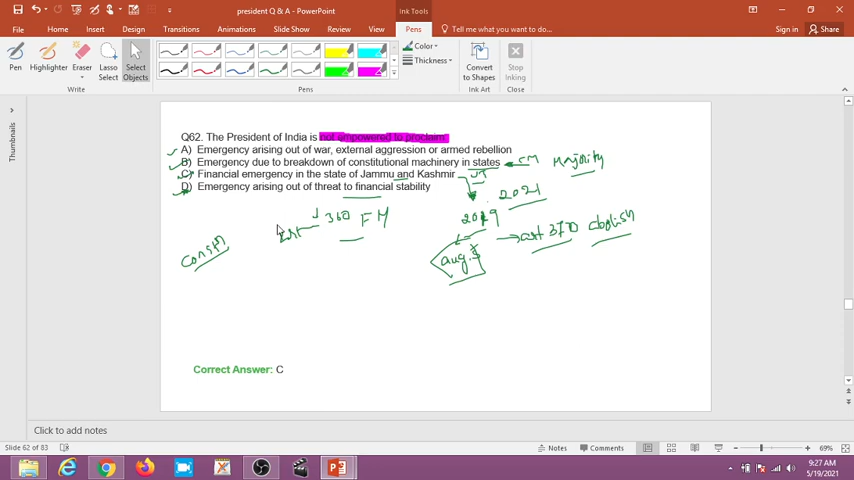 president Q & A - PowerPoint
Ink Tools
Sign in
Share
File
Home
Insert
Design
Transitions
Animations
Slide Show
Review
View
Pens
Tell me what you want to do...
Pen
Highlighter
Eraser
Lasso Select
Select Objects
Color
Thickness
Convert to Shapes
Stop Inking
Write
Pens
Ink Art
Close
Thumbnails
Q62. The President of India is not empowered to proclaim
A) Emergency arising out of war, external aggression or armed rebellion
B) Emergency due to breakdown of constitutional machinery in states
CM Majority
C) Financial emergency in the state of Jammu and Kashmir
UT
D) Emergency arising out of threat to financial stability
2021
360 FM
2019
art 370 abolish
aug.
Correct Answer: C
Click to add notes
Slide 62 of 83
Notes
Comments
69%
9:27 AM
5/19/2021